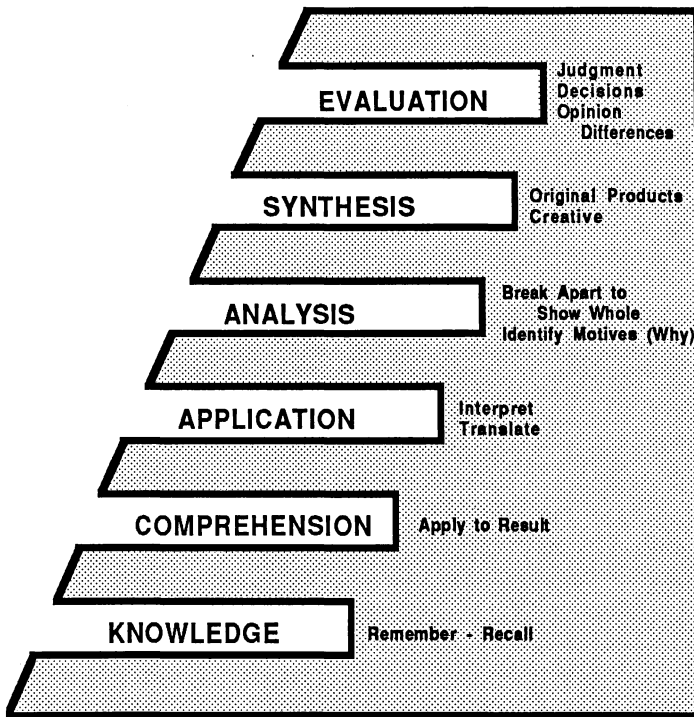 EVALUATION
Judgment
Decisions
Opinion
Differences
SYNTHESIS
Original Products
Creative
ANALYSIS
Break Apart to
Show Whole
Identify Motives (Why)
APPLICATION
Interpret
Translate
COMPREHENSION
Apply to Result
KNOWLEDGE
Remember - Recall